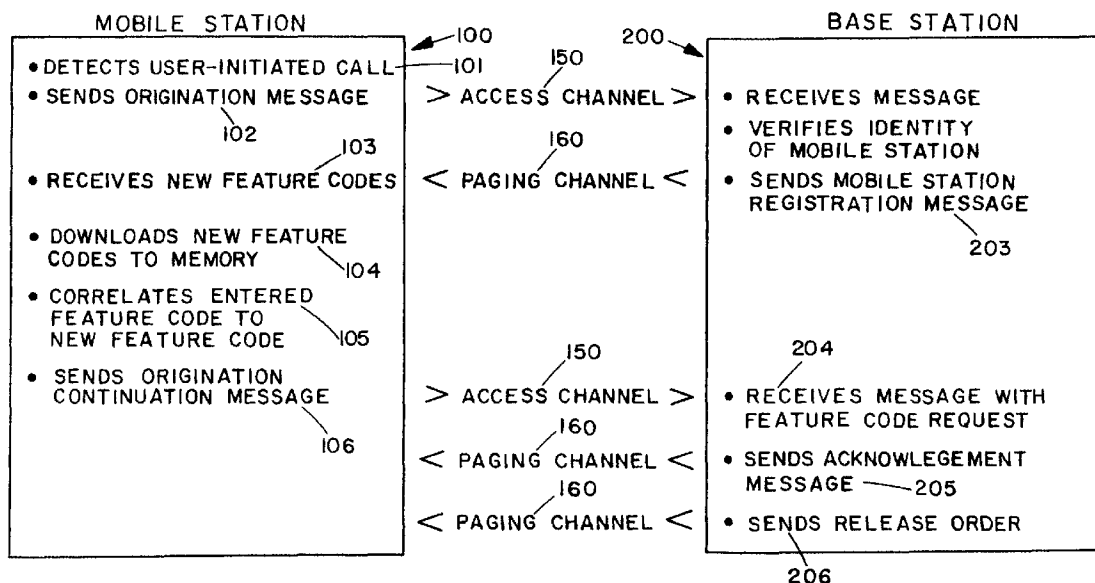 MOBILE STATION
BASE STATION
100
200
• DETECTS USER-INITIATED CALL
101
150
• SENDS ORIGINATION MESSAGE
> ACCESS CHANNEL >
• RECEIVES MESSAGE
102
103
160
• VERIFIES IDENTITY
OF MOBILE STATION
• RECEIVES NEW FEATURE CODES
< PAGING CHANNEL <
• SENDS MOBILE STATION
REGISTRATION MESSAGE
203
• DOWNLOADS NEW FEATURE
CODES TO MEMORY
104
• CORRELATES ENTERED
FEATURE CODE TO
NEW FEATURE CODE
105
150
204
• SENDS ORIGINATION
CONTINUATION MESSAGE
106
> ACCESS CHANNEL >
• RECEIVES MESSAGE WITH
FEATURE CODE REQUEST
160
< PAGING CHANNEL <
• SENDS ACKNOWLEGEMENT
MESSAGE
205
160
< PAGING CHANNEL <
• SENDS RELEASE ORDER
206